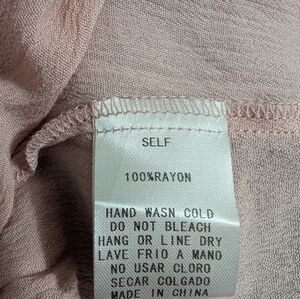 SELF
100%RAYON
HAND WASN COLD
DO NOT BLEACH
HANG OR LINE DRY
LAVE FRIO A MANO
NO USAR CLORO
SECAR COLGADO
MADE IN CHINA